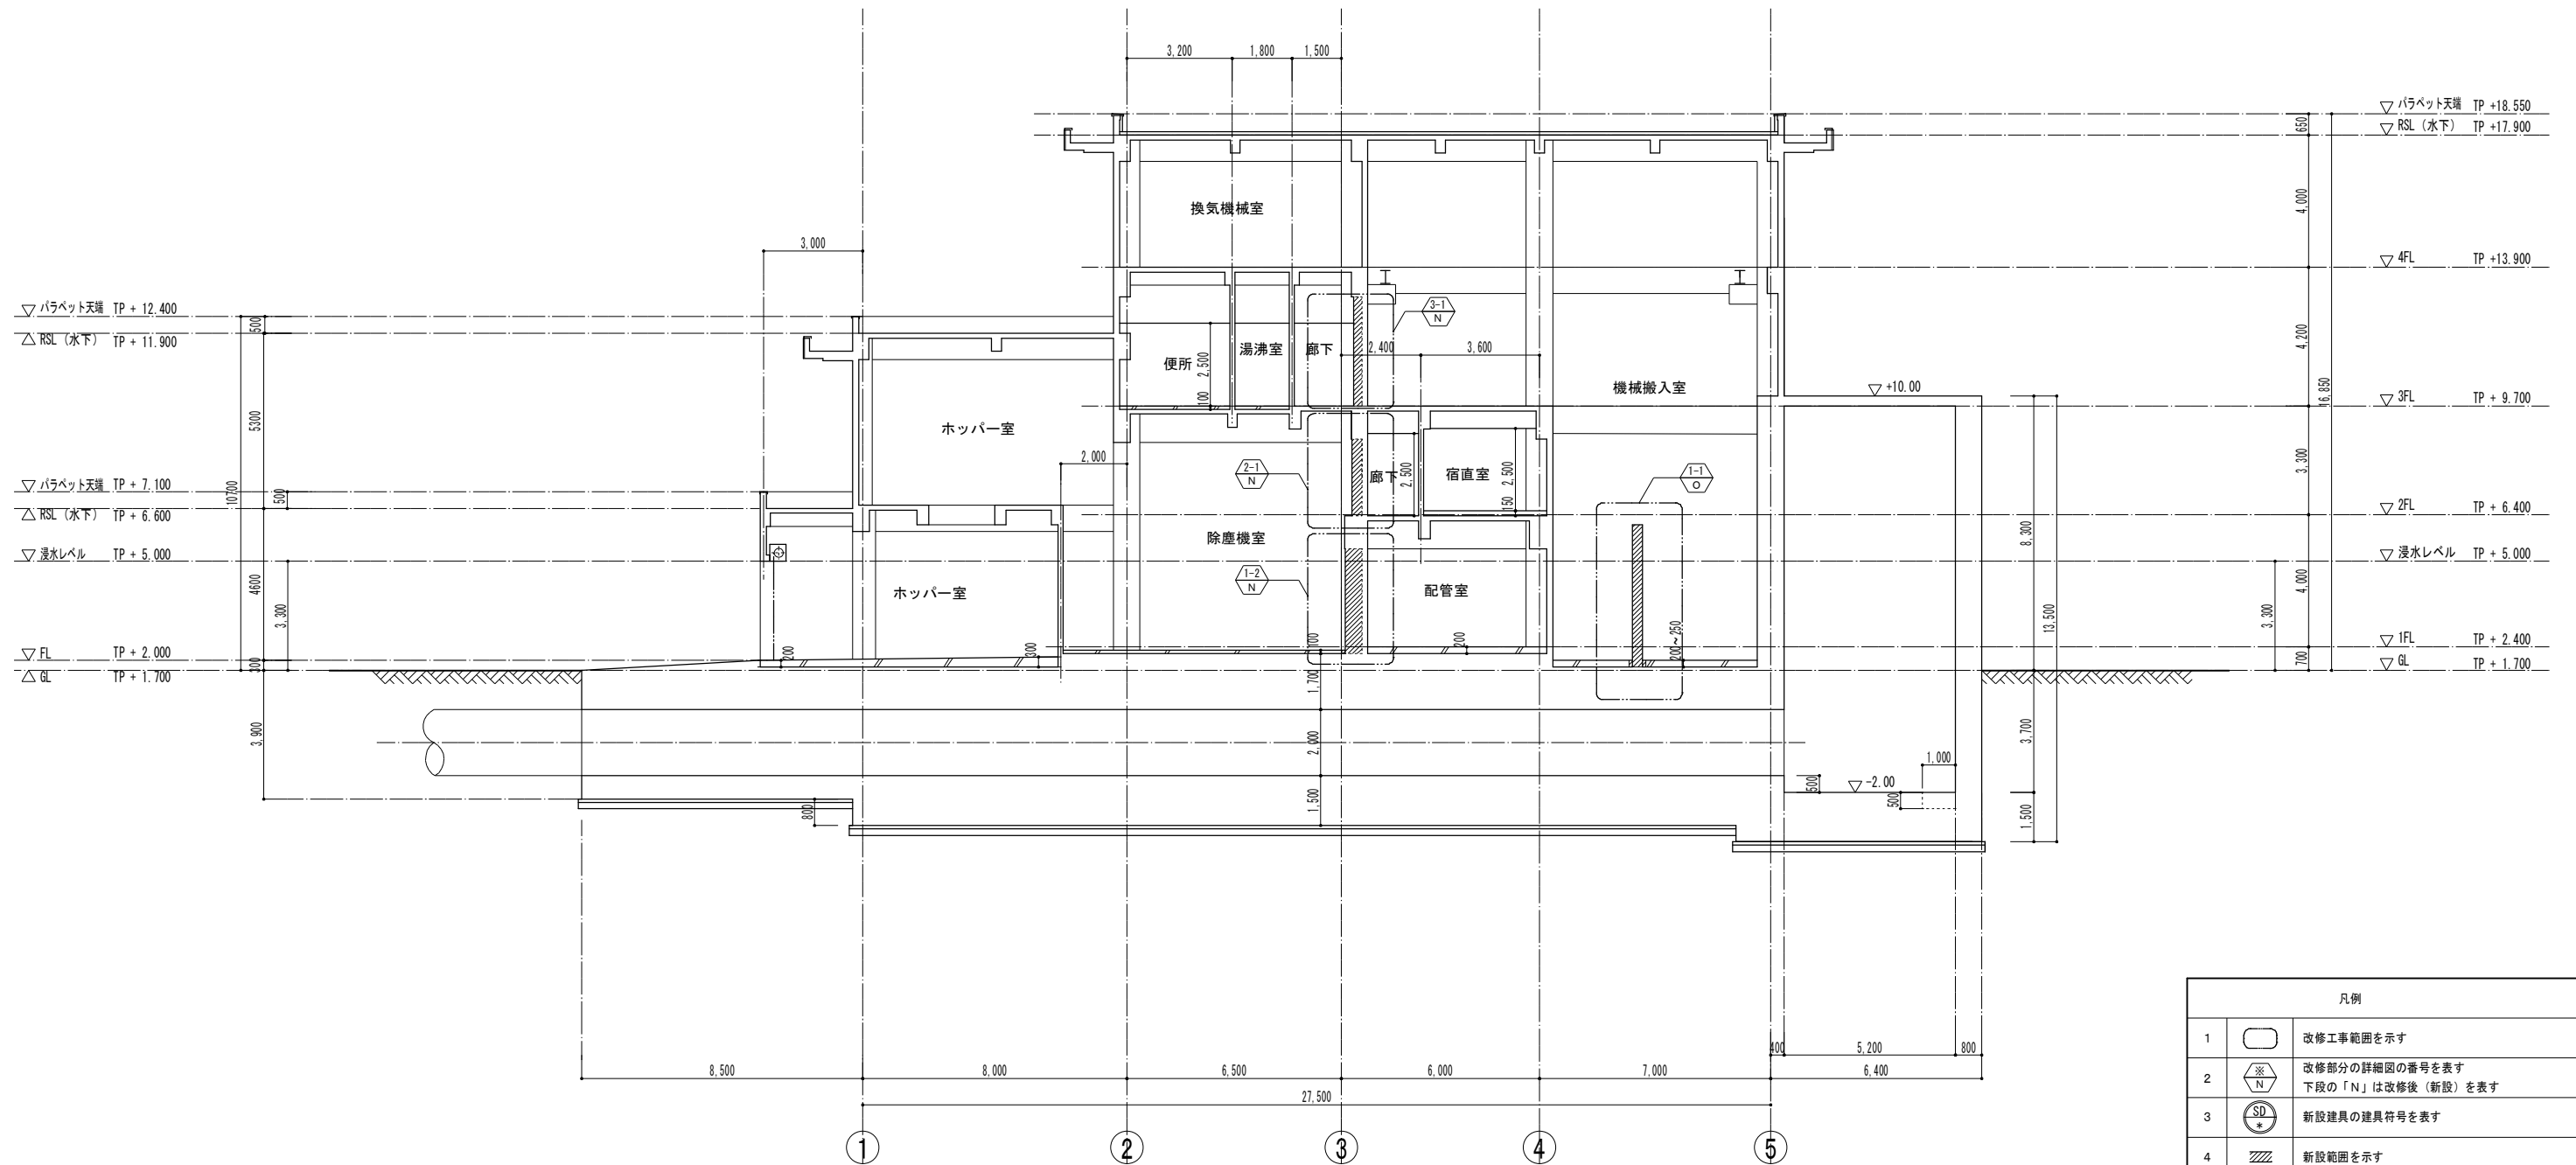 3,200
1,800
1,500
パラペット天端 TP +18.550
RSL（水下） TP +17.900
650
4,000
換気機械室
3,000
4FL TP +13.900
パラペット天端 TP + 12.400
RSL（水下） TP + 11.900
500
3-1
N
4,200
16,850
便所
湯沸室
廊下
2,500
100
2,400
3,600
機械搬入室
+10.00
3FL TP + 9.700
5300
10700
ホッパー室
2,000
2-1
N
廊下
2,500
宿直室
2,500
150
1-1
O
3,300
8,300
13,500
パラペット天端 TP + 7.100
RSL（水下） TP + 6.600
500
2FL TP + 6.400
除塵機室
浸水レベル TP + 5.000
浸水レベル TP + 5.000
4600
3,300
ホッパー室
1-2
N
配管室
4,000
3,300
200
300
100
200
200~250
FL TP + 2.000
GL TP + 1.700
300
1FL TP + 2.400
GL TP + 1.700
700
1,700
3,900
2,000
3,700
1,000
500
-2.00
500
800
1,500
1,500
凡例
1 改修工事範囲を示す
2 ※ N 改修部分の詳細図の番号を表す
下段の「N」は改修後（新設）を表す
3 SD * 新設建具の建具符号を表す
4 新設範囲を示す
400
5,200
800
8,500
8,000
6,500
6,000
7,000
6,400
27,500
1
2
3
4
5